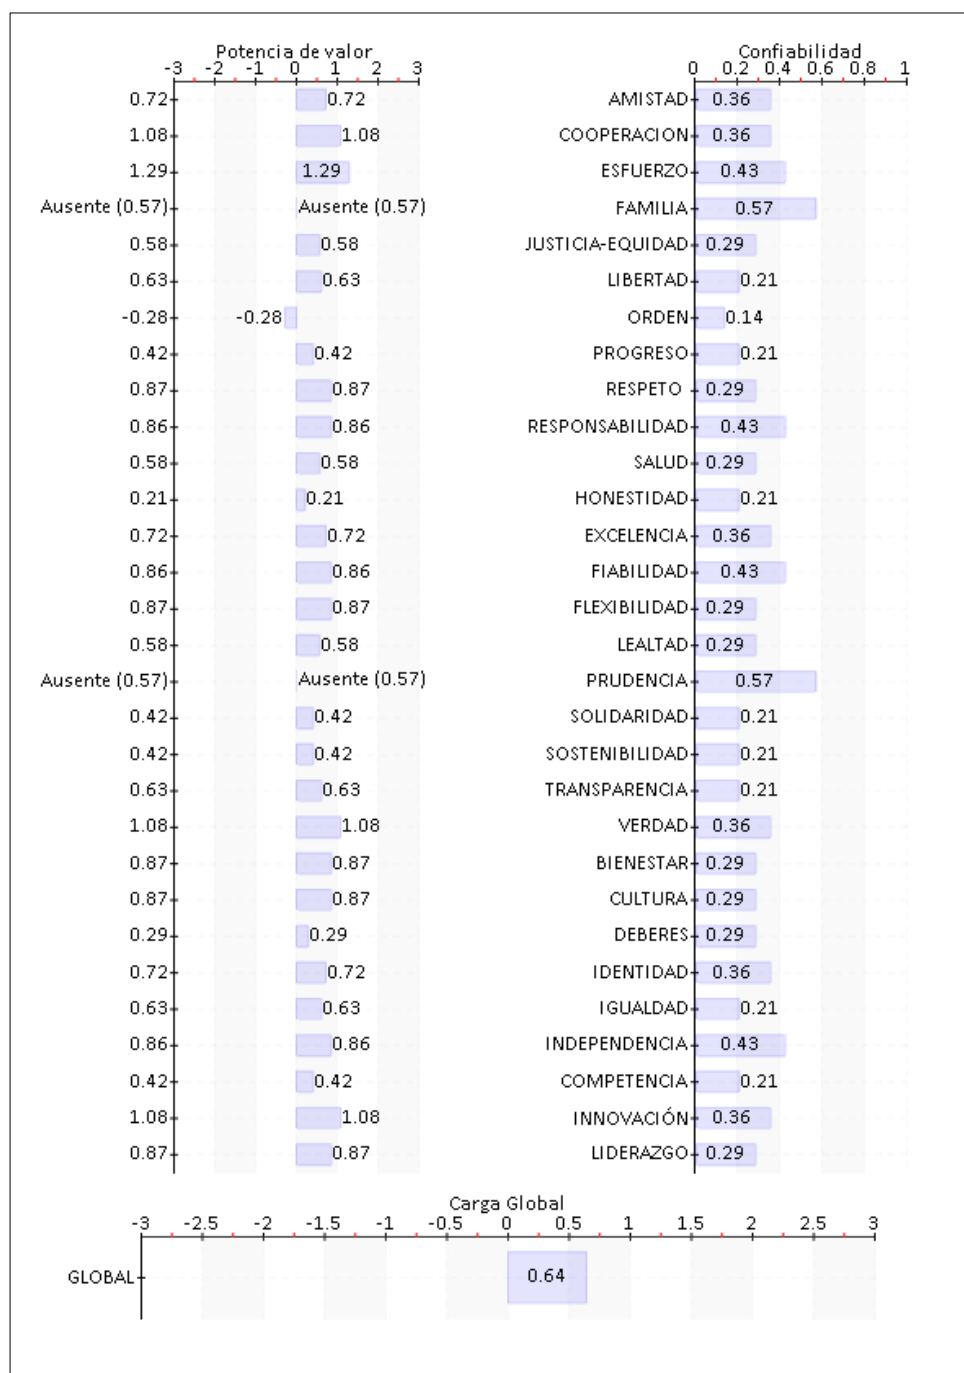 Potencia de valor Confiabilidad
-3 -2 -1 0 1 2 3 0 0.2 0.4 0.6 0.8 1
0.72 0.72 AMISTAD 0.36
1.08 1.08 COOPERACION 0.36
1.29 1.29 ESFUERZO 0.43
Ausente (0.57) Ausente (0.57) FAMILIA 0.57
0.58 0.58 JUSTICIA-EQUIDAD 0.29
0.63 0.63 LIBERTAD 0.21
-0.28 -0.28 ORDEN 0.14
0.42 0.42 PROGRESO 0.21
0.87 0.87 RESPETO 0.29
0.86 0.86 RESPONSABILIDAD 0.43
0.58 0.58 SALUD 0.29
0.21 0.21 HONESTIDAD 0.21
0.72 0.72 EXCELENCIA 0.36
0.86 0.86 FIABILIDAD 0.43
0.87 0.87 FLEXIBILIDAD 0.29
0.58 0.58 LEALTAD 0.29
Ausente (0.57) Ausente (0.57) PRUDENCIA 0.57
0.42 0.42 SOLIDARIDAD 0.21
0.42 0.42 SOSTENIBILIDAD 0.21
0.63 0.63 TRANSPARENCIA 0.21
1.08 1.08 VERDAD 0.36
0.87 0.87 BIENESTAR 0.29
0.87 0.87 CULTURA 0.29
0.29 0.29 DEBERES 0.29
0.72 0.72 IDENTIDAD 0.36
0.63 0.63 IGUALDAD 0.21
0.86 0.86 INDEPENDENCIA 0.43
0.42 0.42 COMPETENCIA 0.21
1.08 1.08 INNOVACIÓN 0.36
0.87 0.87 LIDERAZGO 0.29
Carga Global
-3 -2.5 -2 -1.5 -1 -0.5 0 0.5 1 1.5 2 2.5 3
GLOBAL 0.64